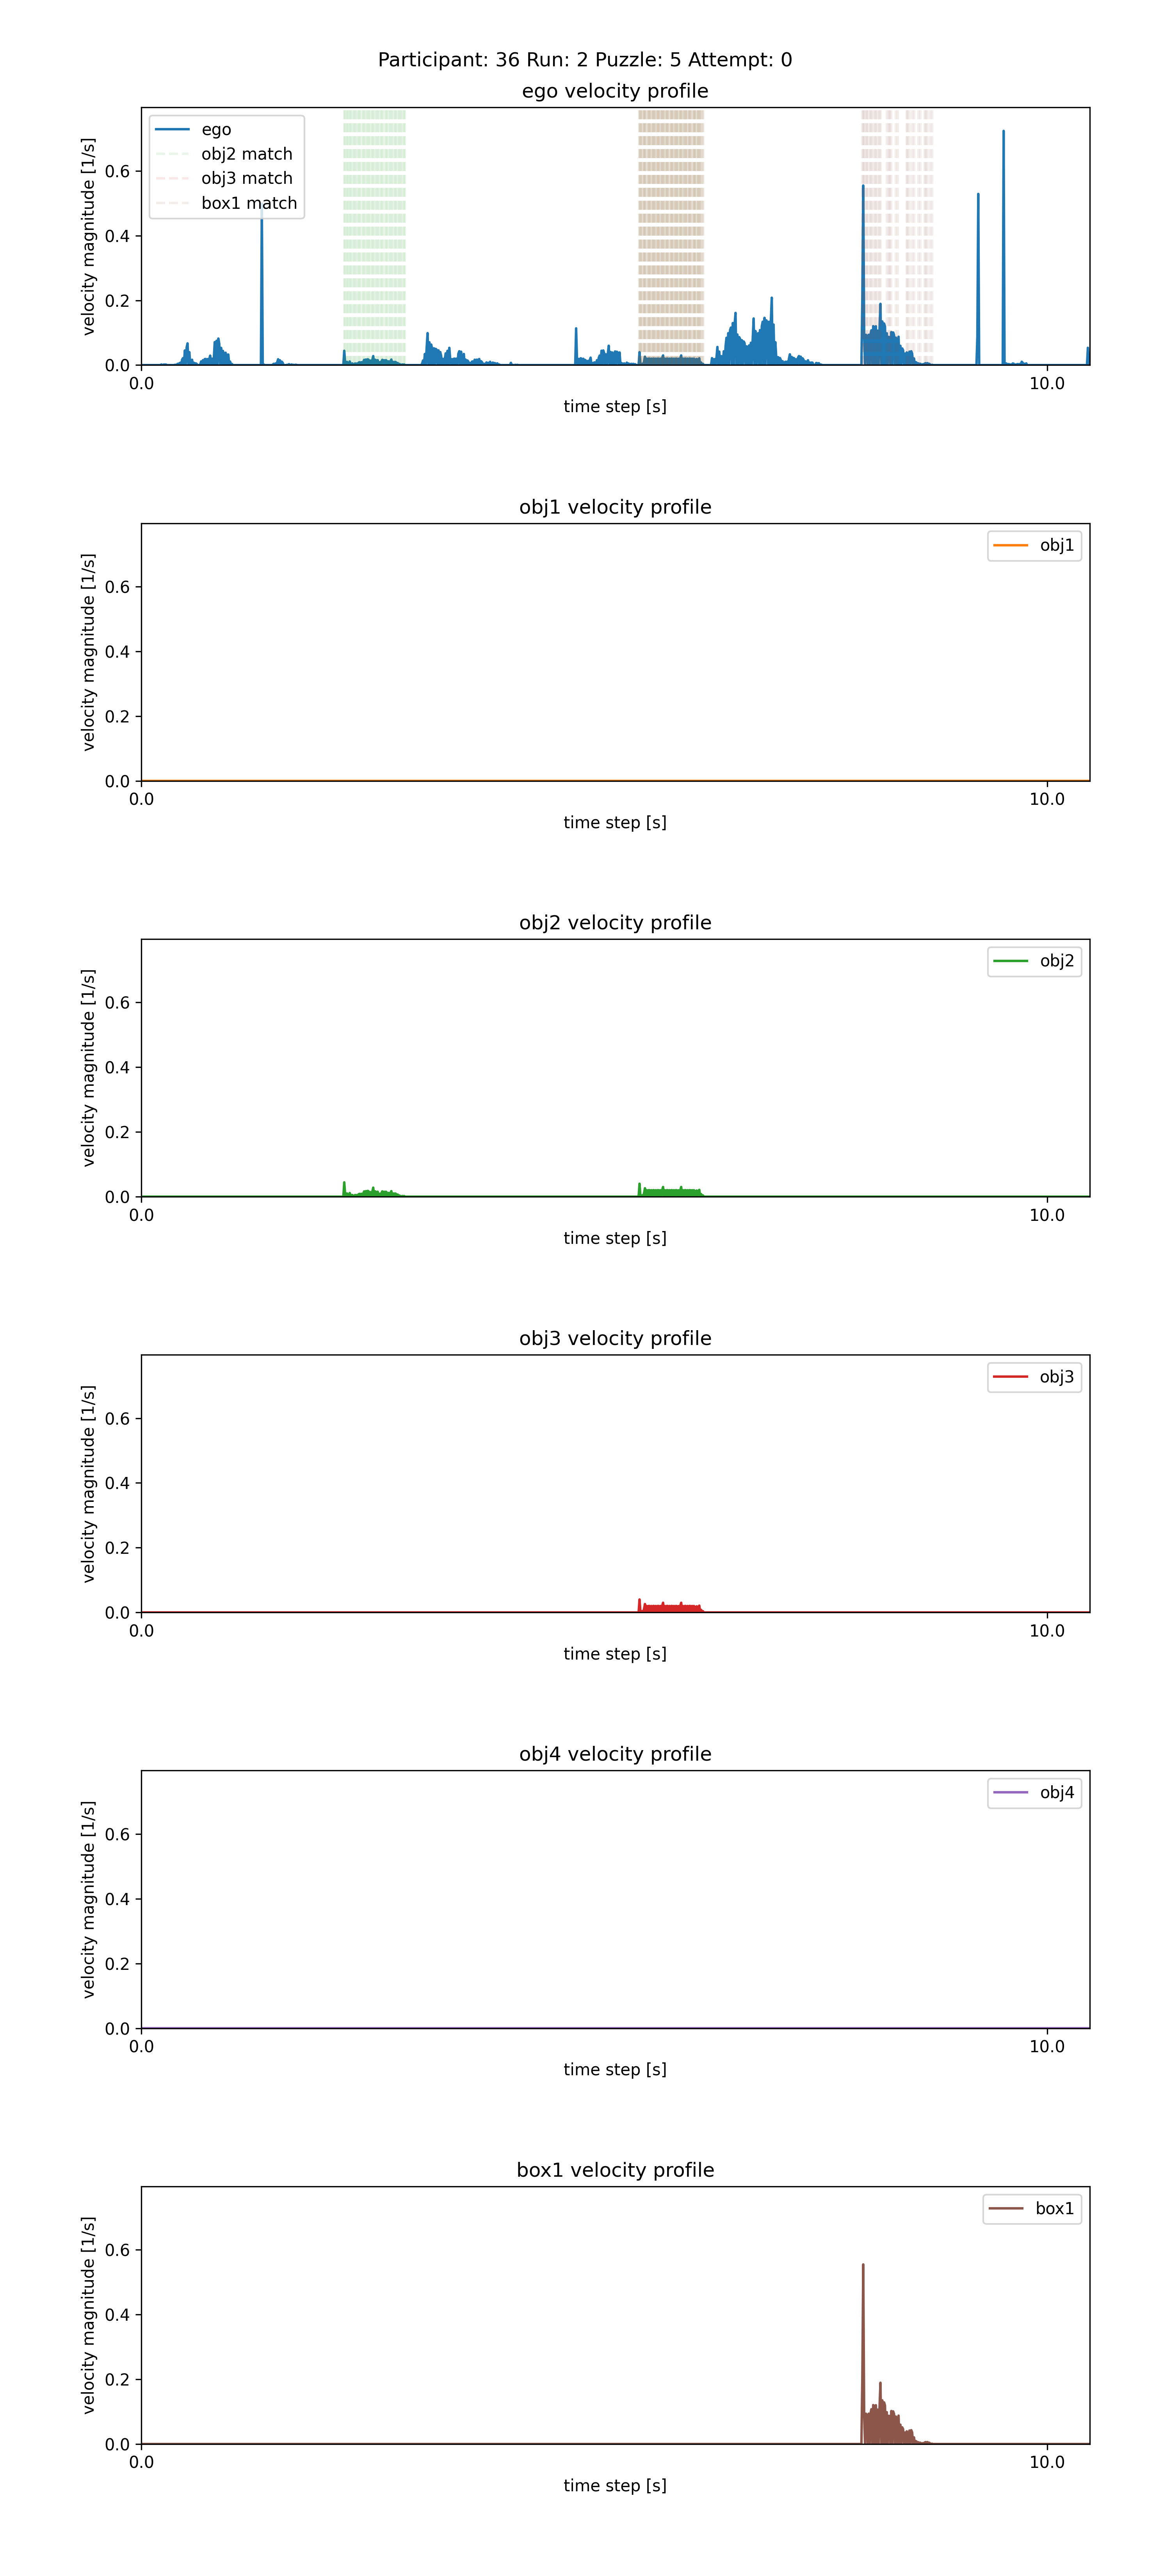 Participant: 36 Run: 2 Puzzle: 5 Attempt: 0
ego velocity profile
velocity magnitude [1/s]
0.6
0.4
0.2
0.0
ego
obj2 match
obj3 match
box1 match
0.0 10.0
time step [s]
obj1 velocity profile
velocity magnitude [1/s]
0.6
0.4
0.2
0.0
obj1
0.0 10.0
time step [s]
obj2 velocity profile
velocity magnitude [1/s]
0.6
0.4
0.2
0.0
obj2
0.0 10.0
time step [s]
obj3 velocity profile
velocity magnitude [1/s]
0.6
0.4
0.2
0.0
obj3
0.0 10.0
time step [s]
obj4 velocity profile
velocity magnitude [1/s]
0.6
0.4
0.2
0.0
obj4
0.0 10.0
time step [s]
box1 velocity profile
velocity magnitude [1/s]
0.6
0.4
0.2
0.0
box1
0.0 10.0
time step [s]